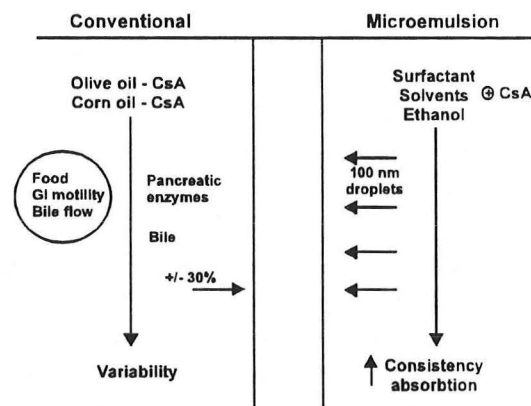 Conventional
Microemulsion
Olive oil - CsA
Corn oil - CsA
Food
GI motility
Bile flow
Pancreatic
enzymes
Bile
+/- 30%
Variability
Surfactant
Solvents ⊕ CsA
Ethanol
100 nm
droplets
↑ Consistency
absorbtion